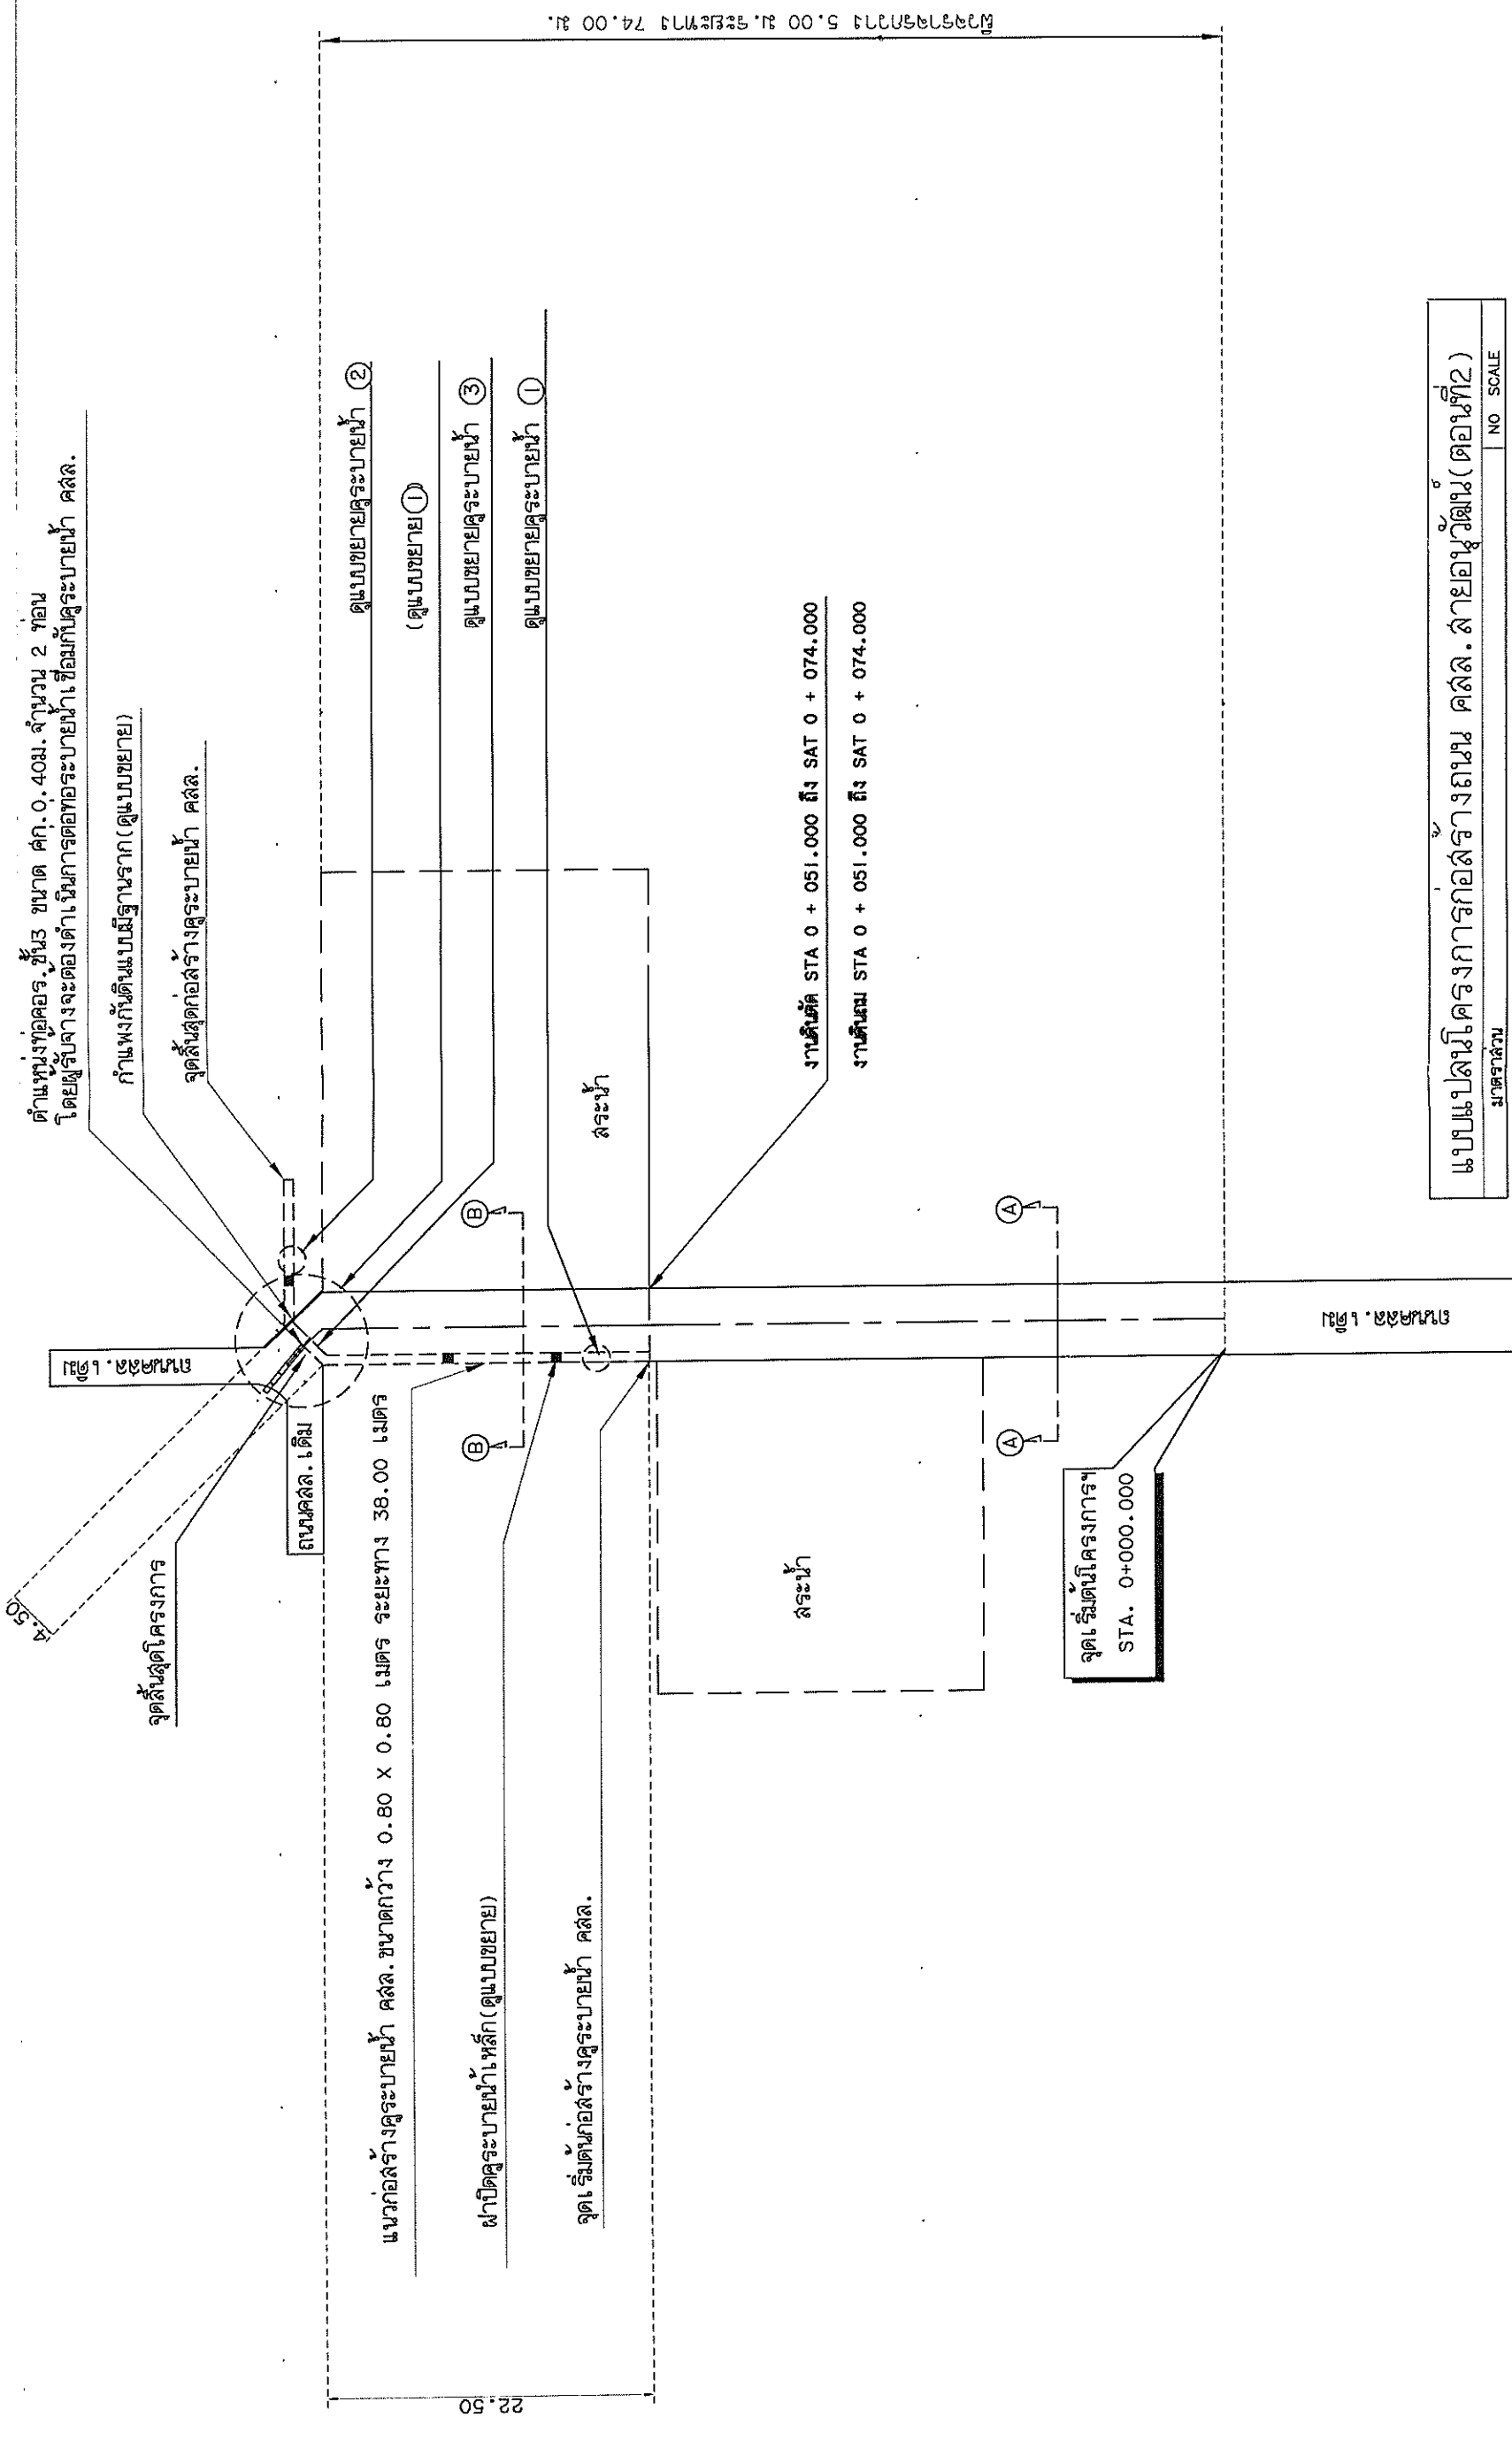 ตำแหน่งท่อคอร.ชั้น3 ขนาด ศก.0.40ม.จำนวน 2 ท่อน
โดยผู้รับจ้างจะต้องดำเนินการต่อท่อระบายน้ำเชื่อมกับคูระบายน้ำ คสล.
กำแพงกันดินแบบมีฐานราก(ดูแบบขยาย)
จุดสิ้นสุดก่อสร้างคูระบายน้ำ คสล.
ดูแบบขยายคูระบายน้ำ 2
(ดูแบบขยาย 1)
ดูแบบขยายคูระบายน้ำ 3
ดูแบบขยายคูระบายน้ำ 1
ผิวจราจรกว้าง 5.00 ม.ระยะทาง 74.00 ม.
สระน้ำ
งานดินตัด STA 0 + 051.000 ถึง SAT 0 + 074.000
งานดินถม STA 0 + 051.000 ถึง SAT 0 + 074.000
ถนนคสล.เดิม
4.50
จุดสิ้นสุดโครงการ
ถนนคสล.เดิม
B
B
A
A
ถนนคสล.เดิม
แนวก่อสร้างคูระบายน้ำ คสล.ขนาดกว้าง 0.80 X 0.80 เมตร ระยะทาง 38.00 เมตร
ฝาปิดคูระบายน้ำเหล็ก(ดูแบบขยาย)
จุดเริ่มต้นก่อสร้างคูระบายน้ำ คสล.
สระน้ำ
จุดเริ่มต้นโครงการฯ
STA. 0+000.000
22.50
แบบแปลนโครงการก่อสร้างถนน คสล.สายอนุวัฒน์(ตอนที่2)
มาตราส่วน
NO SCALE